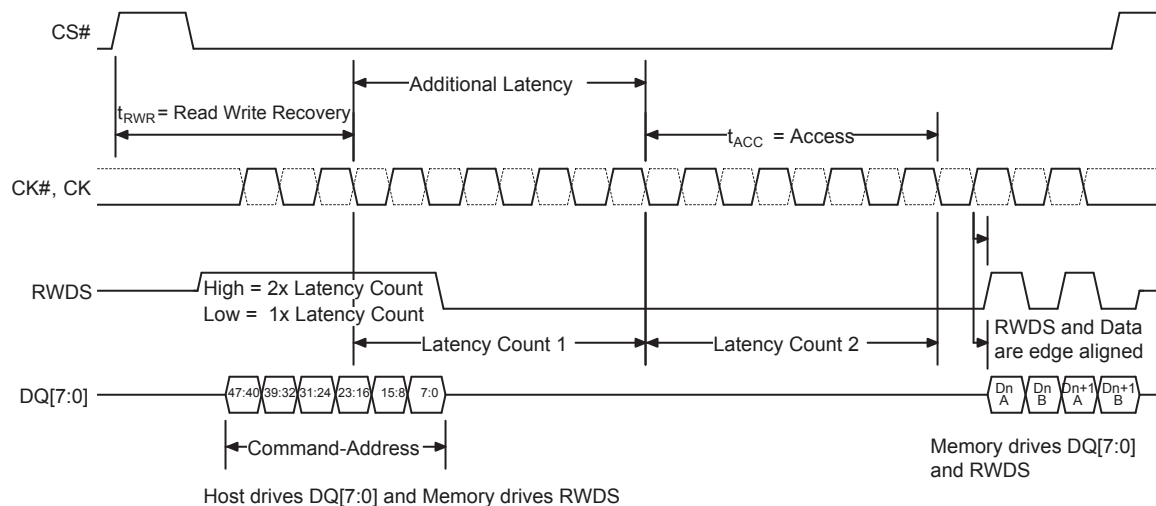 CS#
Additional Latency
tRWR = Read Write Recovery
tACC = Access
CK#, CK
RWDS
High = 2x Latency Count
Low = 1x Latency Count
RWDS and Data
are edge aligned
Latency Count 1
Latency Count 2
DQ[7:0]
47:40 39:32 31:24 23:16 15:8 7:0
Dn Dn Dn+1 Dn+1
A B A B
Command-Address
Memory drives DQ[7:0]
and RWDS
Host drives DQ[7:0] and Memory drives RWDS